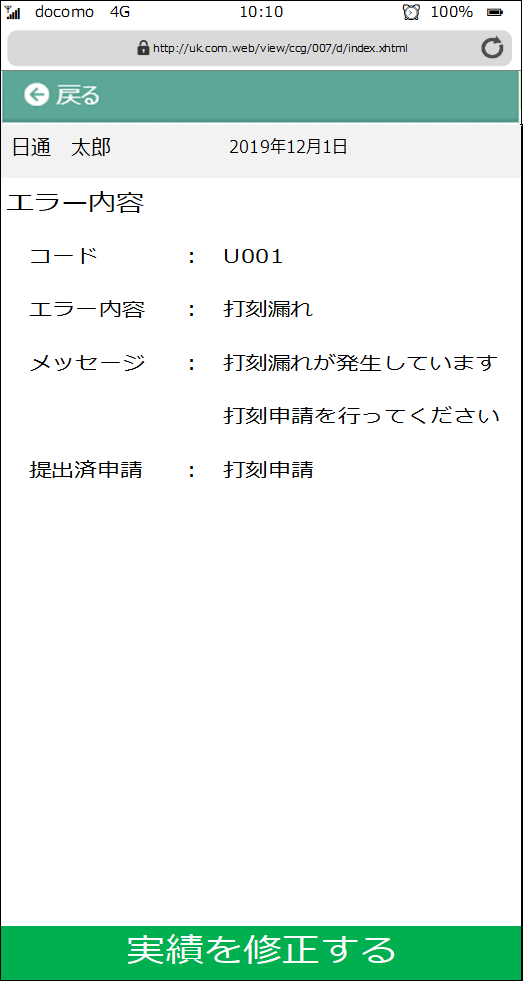 docomo 4G 10:10 100%
http://uk.com.web/view/ccg/007/d/index.xhtml
戻る
日通　太郎 2019年12月1日
エラー内容
コード ： U001
エラー内容 ： 打刻漏れ
メッセージ ： 打刻漏れが発生しています
打刻申請を行ってください
提出済申請 ： 打刻申請
実績を修正する